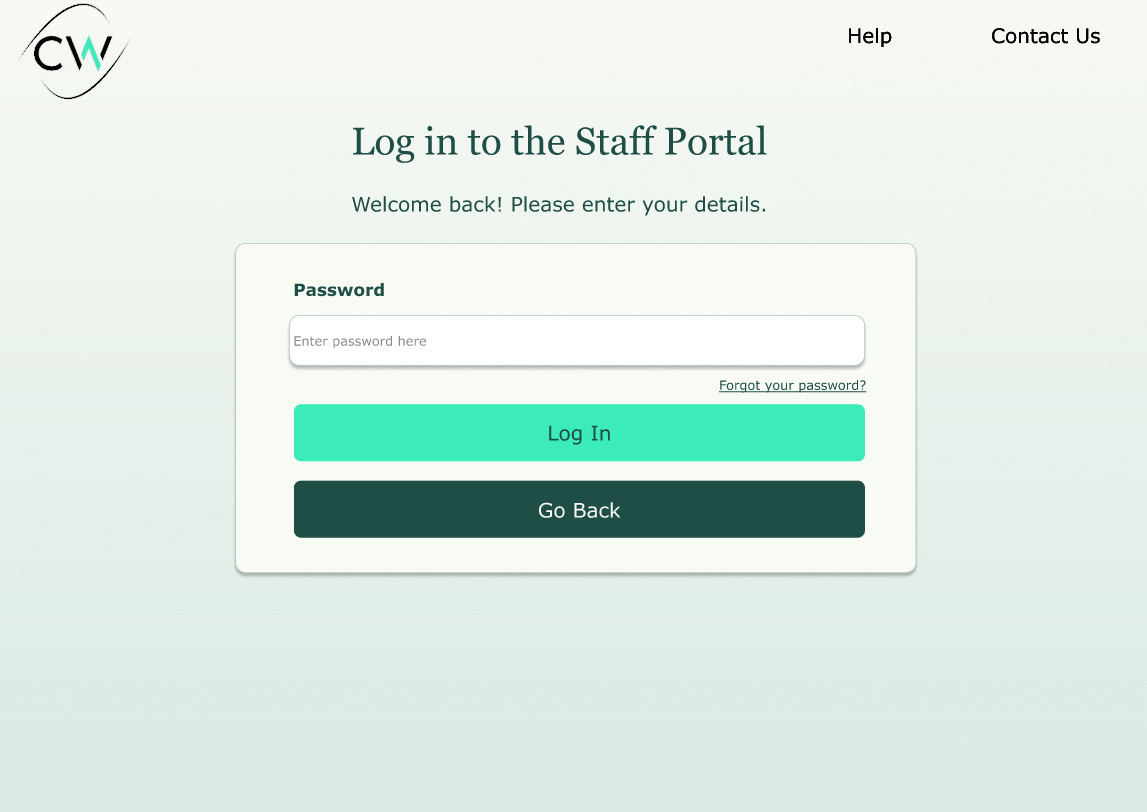 CW
Help
Contact Us
Log in to the Staff Portal
Welcome back! Please enter your details.
Password
Enter password here
Forgot your password?
Log In
Go Back